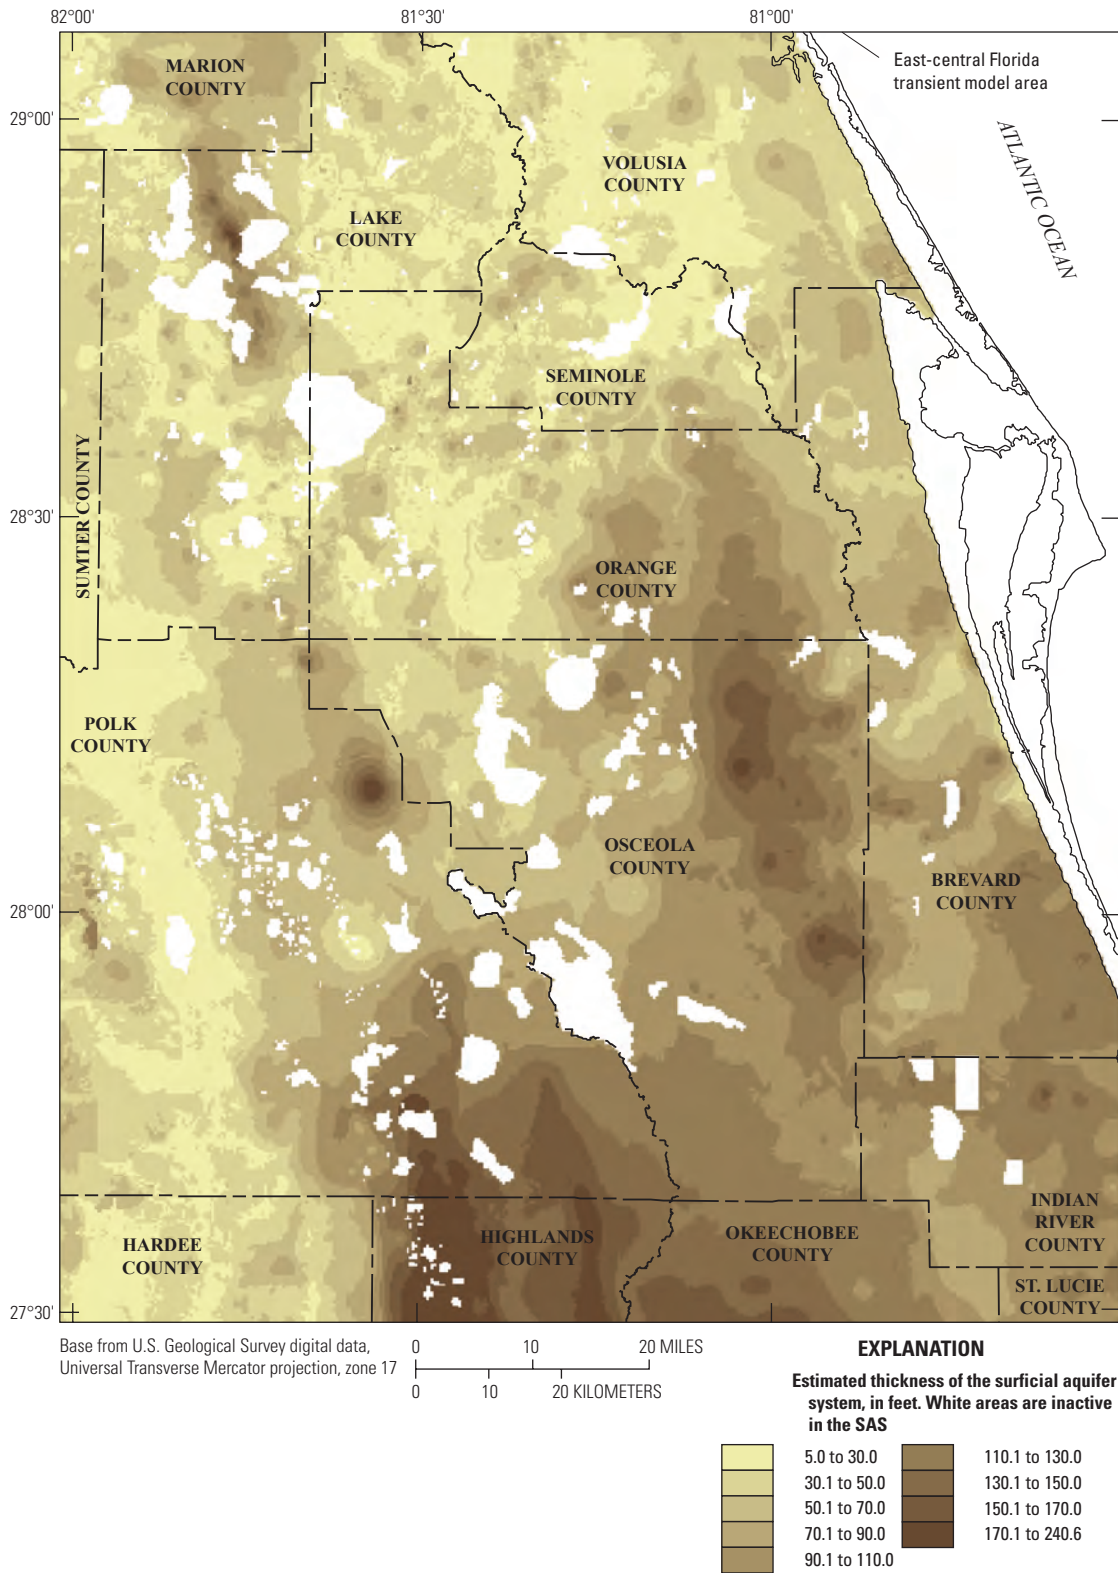 82°00'
81°30'
81°00'
East-central Florida
transient model area
MARION
COUNTY
29°00'
ATLANTIC OCEAN
VOLUSIA
COUNTY
LAKE
COUNTY
SEMINOLE
COUNTY
SUMTER COUNTY
28°30'
ORANGE
COUNTY
POLK
COUNTY
OSCEOLA
COUNTY
BREVARD
COUNTY
28°00'
INDIAN
RIVER
COUNTY
HARDEE
COUNTY
HIGHLANDS
COUNTY
OKEECHOBEE
COUNTY
ST. LUCIE
COUNTY
27°30'
Base from U.S. Geological Survey digital data,
Universal Transverse Mercator projection, zone 17
0 10 20 MILES
0 10 20 KILOMETERS
EXPLANATION
Estimated thickness of the surficial aquifer
system, in feet. White areas are inactive
in the SAS
5.0 to 30.0
30.1 to 50.0
50.1 to 70.0
70.1 to 90.0
90.1 to 110.0
110.1 to 130.0
130.1 to 150.0
150.1 to 170.0
170.1 to 240.6